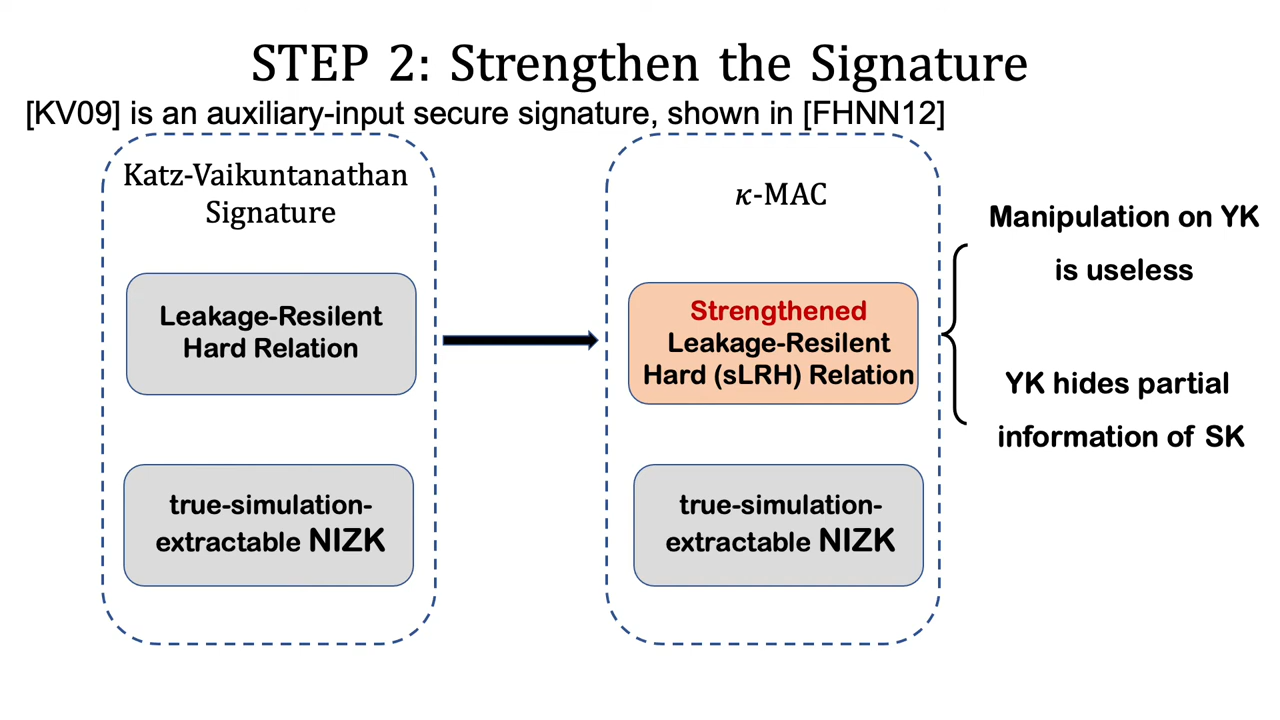 STEP 2: Strengthen the Signature
[KV09] is an auxiliary-input secure signature, shown in [FHNN12]
Katz-Vaikuntanathan
Signature
Leakage-Resilent
Hard Relation
true-simulation-
extractable NIZK
κ-MAC
Strengthened
Leakage-Resilent
Hard (sLRH) Relation
true-simulation-
extractable NIZK
Manipulation on YK
is useless
YK hides partial
information of SK